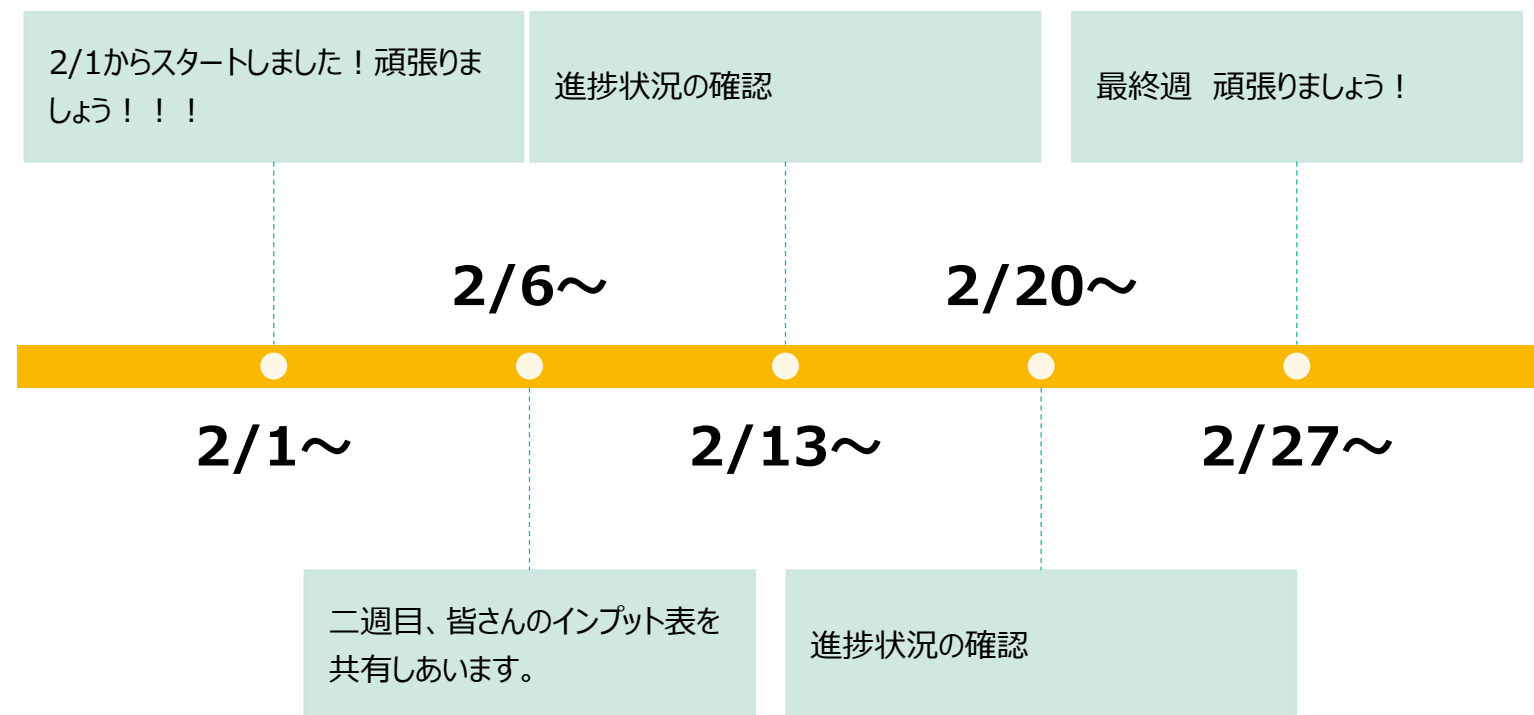 2/1からスタートしました！頑張りま
しょう！！！
進捗状況の確認
最終週　頑張りましょう！
2/6～
2/20～
2/1～
2/13～
2/27～
二週目、皆さんのインプット表を
共有しあいます。
進捗状況の確認